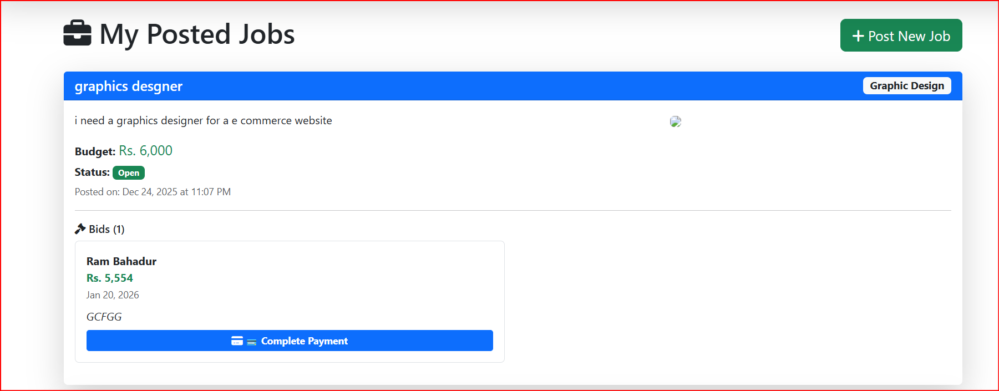 My Posted Jobs
+ Post New Job
graphics desgner
Graphic Design
i need a graphics designer for a e commerce website
Budget: Rs. 6,000
Status: Open
Posted on: Dec 24, 2025 at 11:07 PM
Bids (1)
Ram Bahadur
Rs. 5,554
Jan 20, 2026
GCFGG
Complete Payment